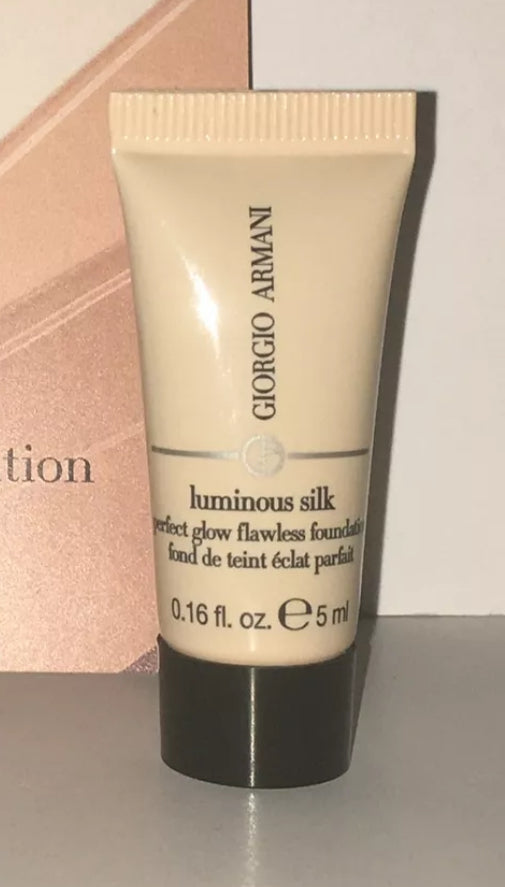 GIORGIO ARMANI
tion
luminous silk
perfect glow flawless foundation
fond de teint éclat parfait
0.16 fl. oz. ℮ 5 ml